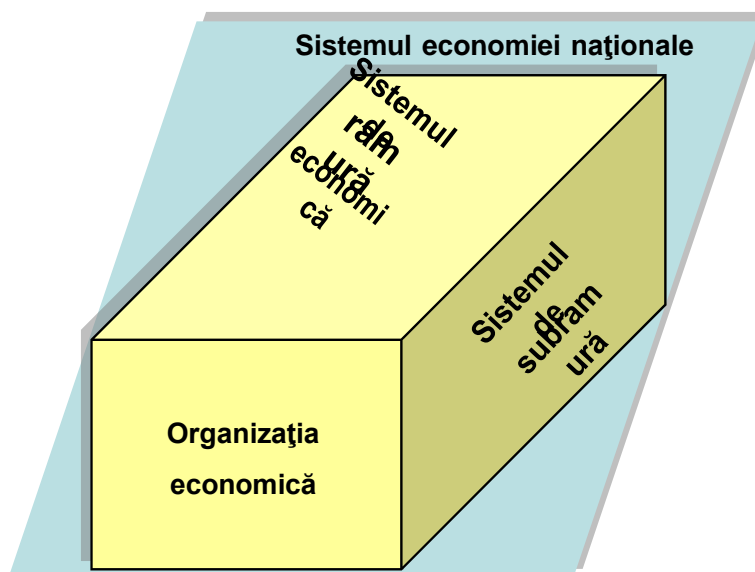 Sistemul economiei naţionale
Sistemul
de
ram
ură
economi
că
Sistemul
de
subram
ură
Organizaţia
economică